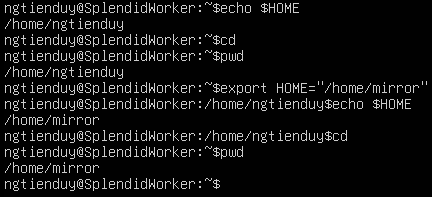 ngtienduy@SplendidWorker:~$echo $HOME
/home/ngtienduy
ngtienduy@SplendidWorker:~$cd
ngtienduy@SplendidWorker:~$pwd
/home/ngtienduy
ngtienduy@SplendidWorker:~$export HOME="/home/mirror"
ngtienduy@SplendidWorker:/home/ngtienduy$echo $HOME
/home/mirror
ngtienduy@SplendidWorker:/home/ngtienduy$cd
ngtienduy@SplendidWorker:~$pwd
/home/mirror
ngtienduy@SplendidWorker:~$